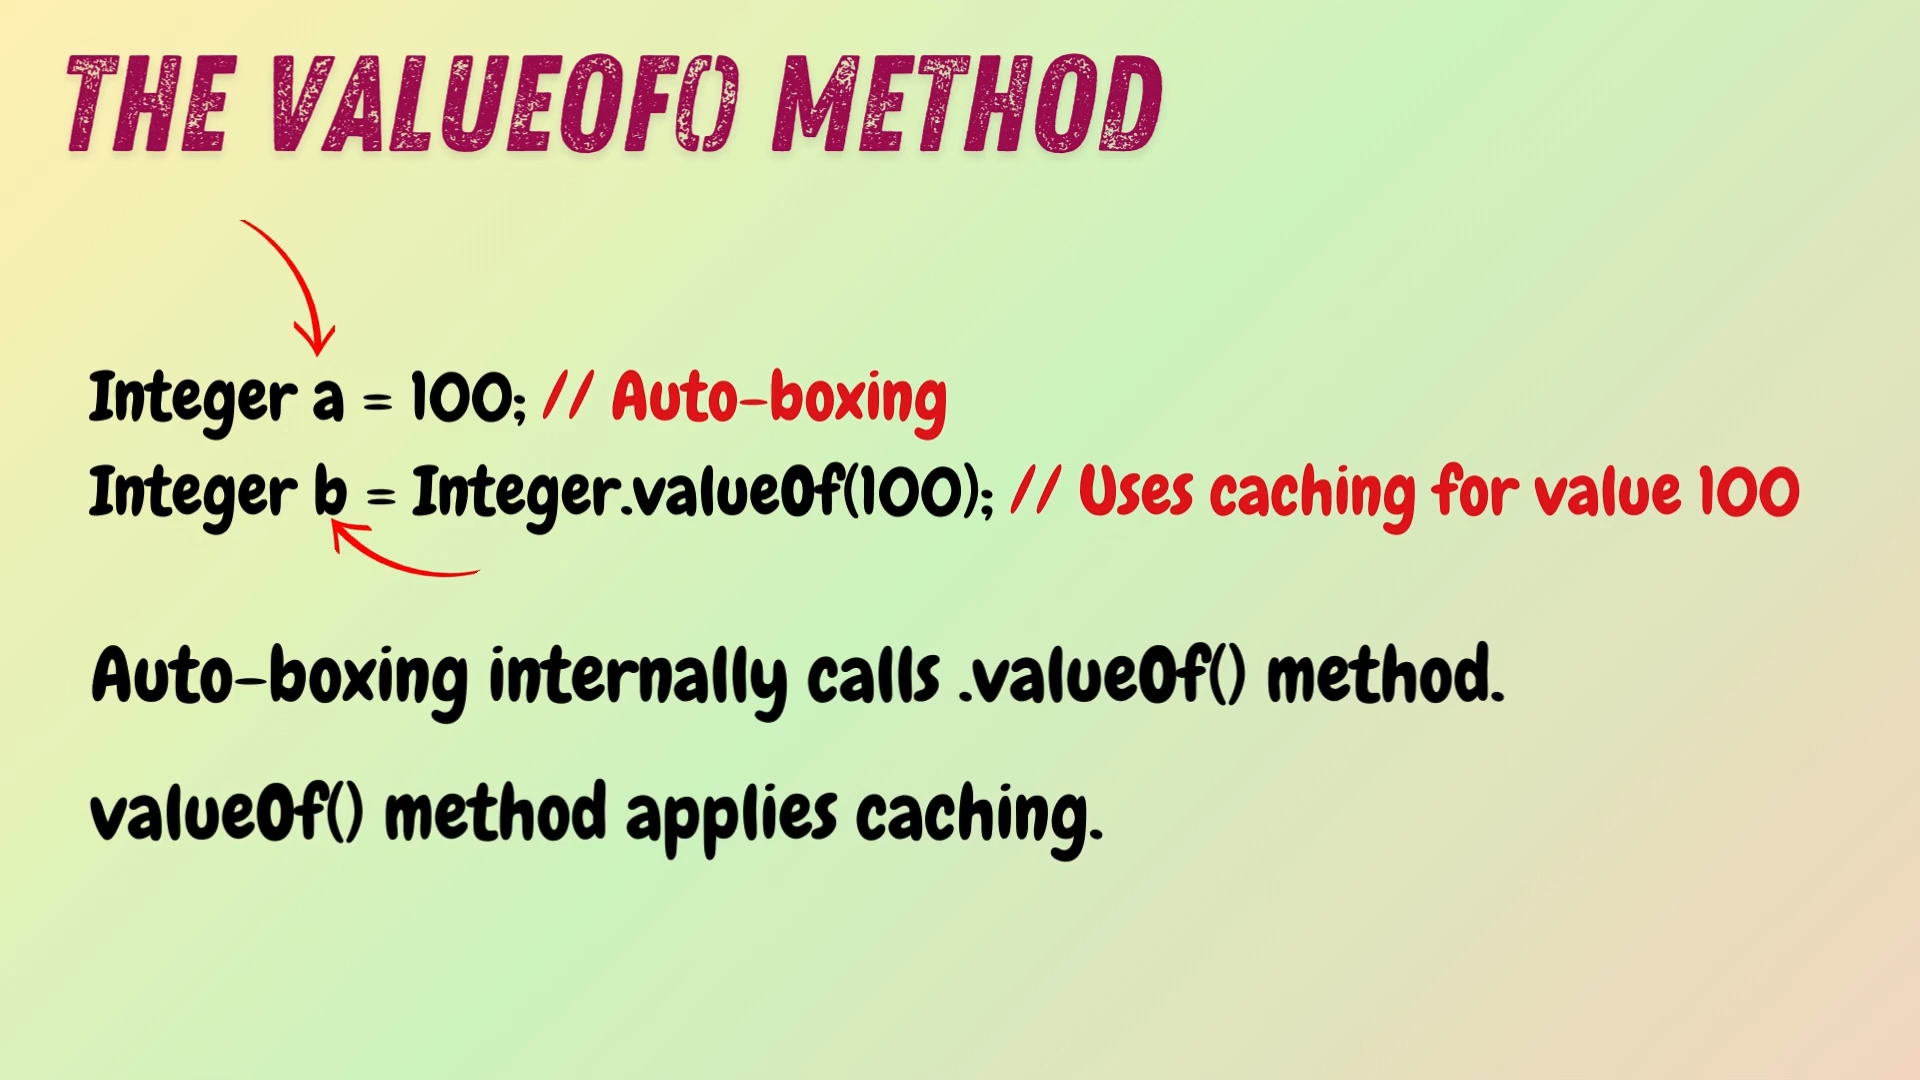 THE VALUEOF() METHOD
Integer a = 100; // Auto-boxing
Integer b = Integer.valueOf(100); // Uses caching for value 100
Auto-boxing internally calls .valueOf() method.
valueOf() method applies caching.